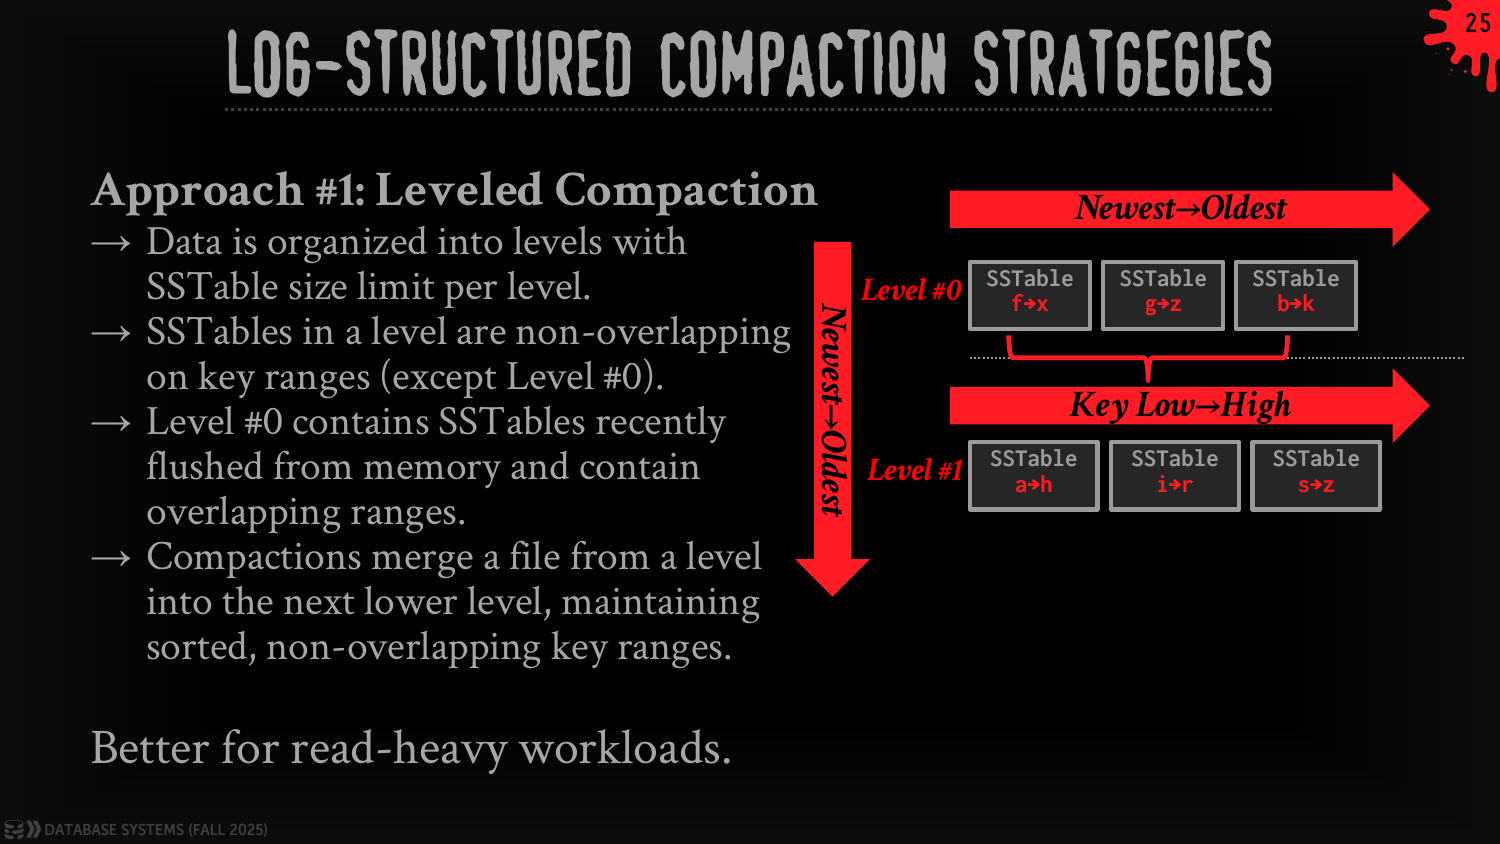 25
LOG-STRUCTURED COMPACTION STRATGEGIES
Approach #1: Leveled Compaction
→ Data is organized into levels with
SSTable size limit per level.
→ SSTables in a level are non-overlapping
on key ranges (except Level #0).
→ Level #0 contains SSTables recently
flushed from memory and contain
overlapping ranges.
→ Compactions merge a file from a level
into the next lower level, maintaining
sorted, non-overlapping key ranges.
Better for read-heavy workloads.
Newest→Oldest
Newest→Oldest
Level #0
SSTable
f→x
SSTable
g→z
SSTable
b→k
Key Low→High
Level #1
SSTable
a→h
SSTable
i→r
SSTable
s→z
DATABASE SYSTEMS (FALL 2025)